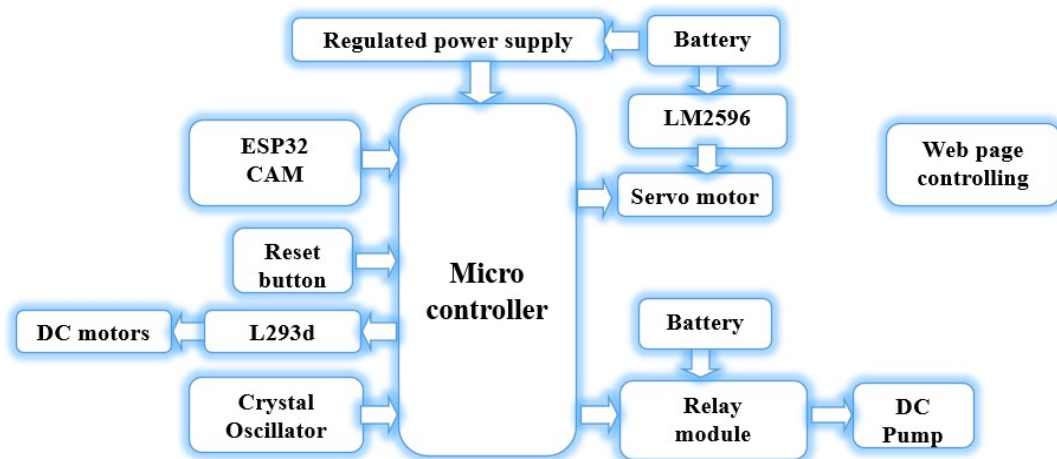 Regulated power supply
Battery
LM2596
ESP32
CAM
Web page
controlling
Servo motor
Reset
button
Micro
controller
Battery
DC motors
L293d
Crystal
Oscillator
Relay
module
DC
Pump